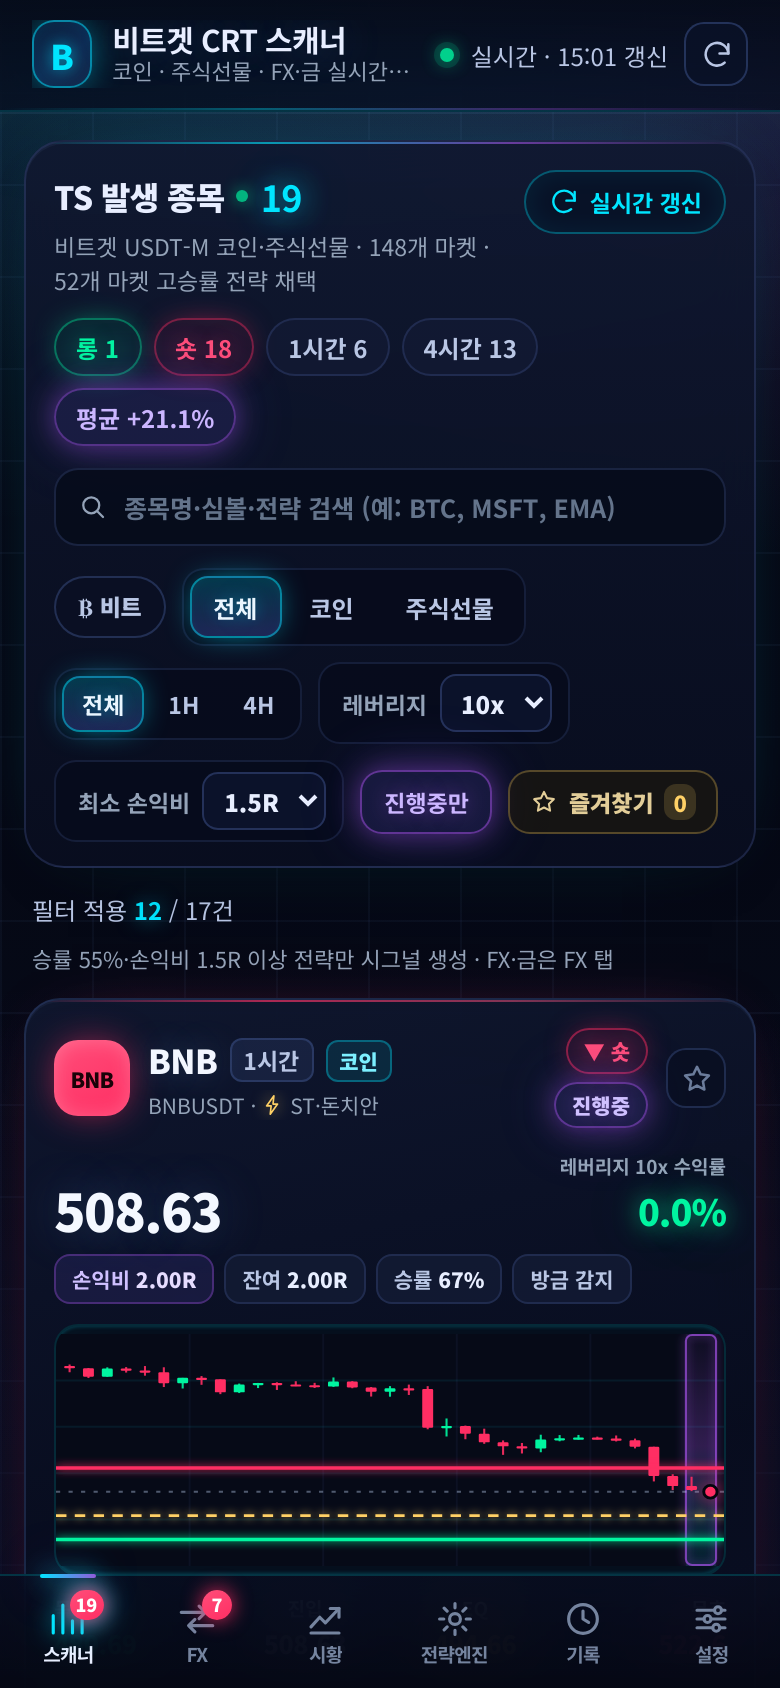 B
비트겟 CRT 스캐너
코인 · 주식선물 · FX·금 실시간…
실시간 · 15:01 갱신
TS 발생 종목 • 19
실시간 갱신
비트겟 USDT-M 코인·주식선물 · 148개 마켓 ·
52개 마켓 고승률 전략 채택
롱 1
숏 18
1시간 6
4시간 13
평균 +21.1%
종목명·심볼·전략 검색 (예: BTC, MSFT, EMA)
₿ 비트
전체
코인
주식선물
전체
1H
4H
레버리지
10x
최소 손익비
1.5R
진행중만
즐겨찾기
0
필터 적용 12 / 17건
승률 55%·손익비 1.5R 이상 전략만 시그널 생성 · FX·금은 FX 탭
BNB
BNB
1시간
코인
▼ 숏
BNBUSDT · ⚡ ST·돈치안
진행중
레버리지 10x 수익률
508.63
0.0%
손익비 2.00R
잔여 2.00R
승률 67%
방금 감지
19
7
스캐너
FX
시황
전략엔진
기록
설정